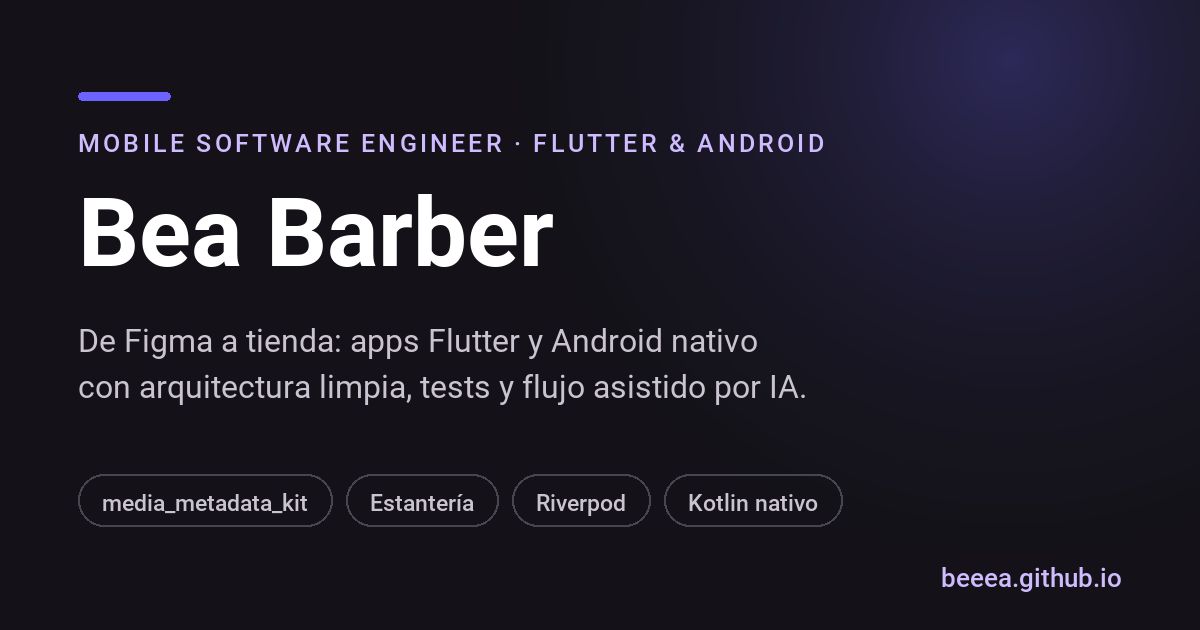 MOBILE SOFTWARE ENGINEER · FLUTTER & ANDROID
Bea Barber
De Figma a tienda: apps Flutter y Android nativo
con arquitectura limpia, tests y flujo asistido por IA.
media_metadata_kit Estantería Riverpod Kotlin nativo
beeea.github.io